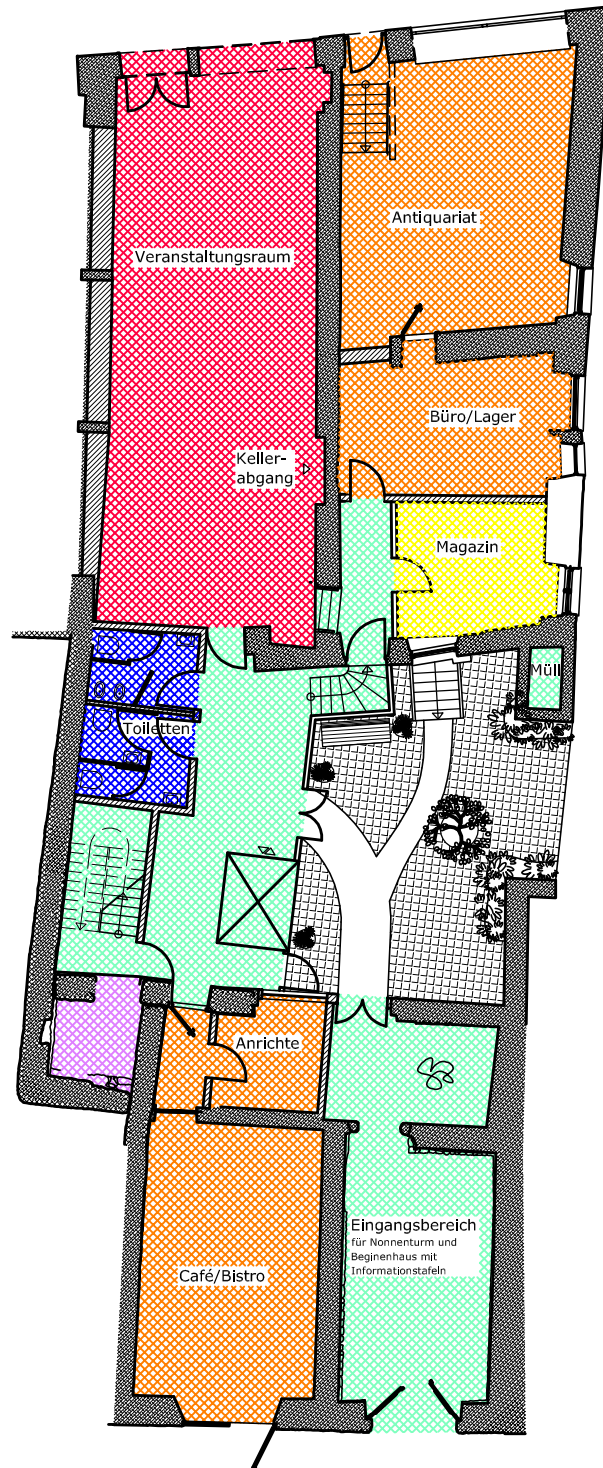 Antiquariat
Veranstaltungsraum
Büro/Lager
Keller-
abgang
Magazin
Müll
Toiletten
Anrichte
Eingangsbereich
für Nonnenturm und
Beginenhaus mit
Informationstafeln
Café/Bistro